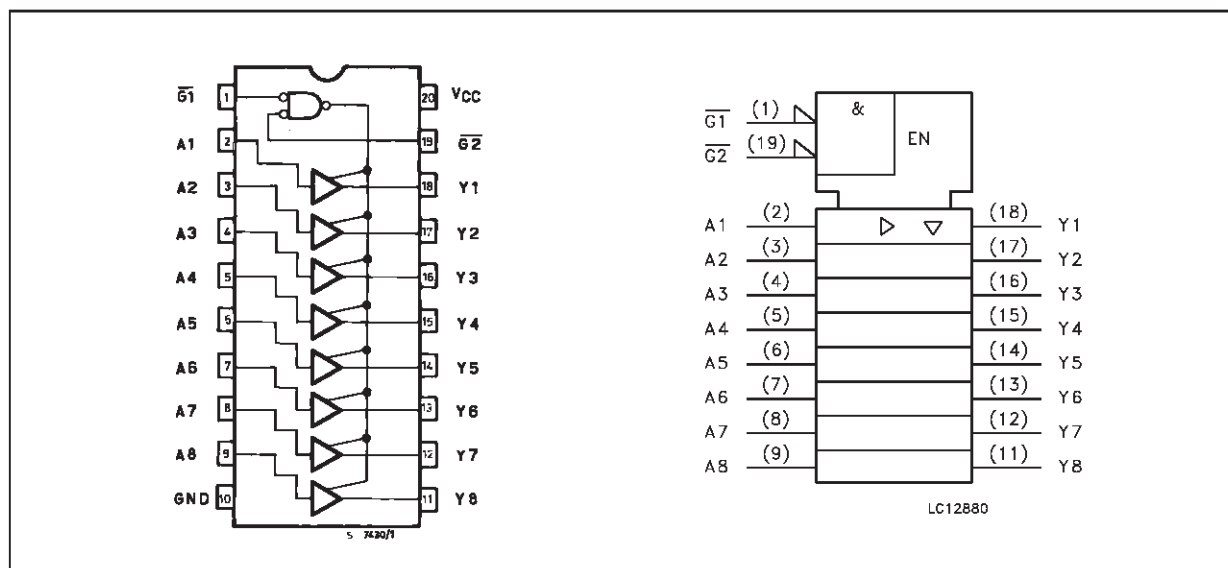 G1 1 20 VCC
A1 2 19 G2
A2 3 18 Y1
A3 4 17 Y2
A4 5 16 Y3
A5 6 15 Y4
A6 7 14 Y5
A7 8 13 Y6
A8 9 12 Y7
GND 10 11 Y8
S 7430/1
G1 (1) & EN
G2 (19)
A1 (2) (18) Y1
A2 (3) (17) Y2
A3 (4) (16) Y3
A4 (5) (15) Y4
A5 (6) (14) Y5
A6 (7) (13) Y6
A7 (8) (12) Y7
A8 (9) (11) Y8
LC12880